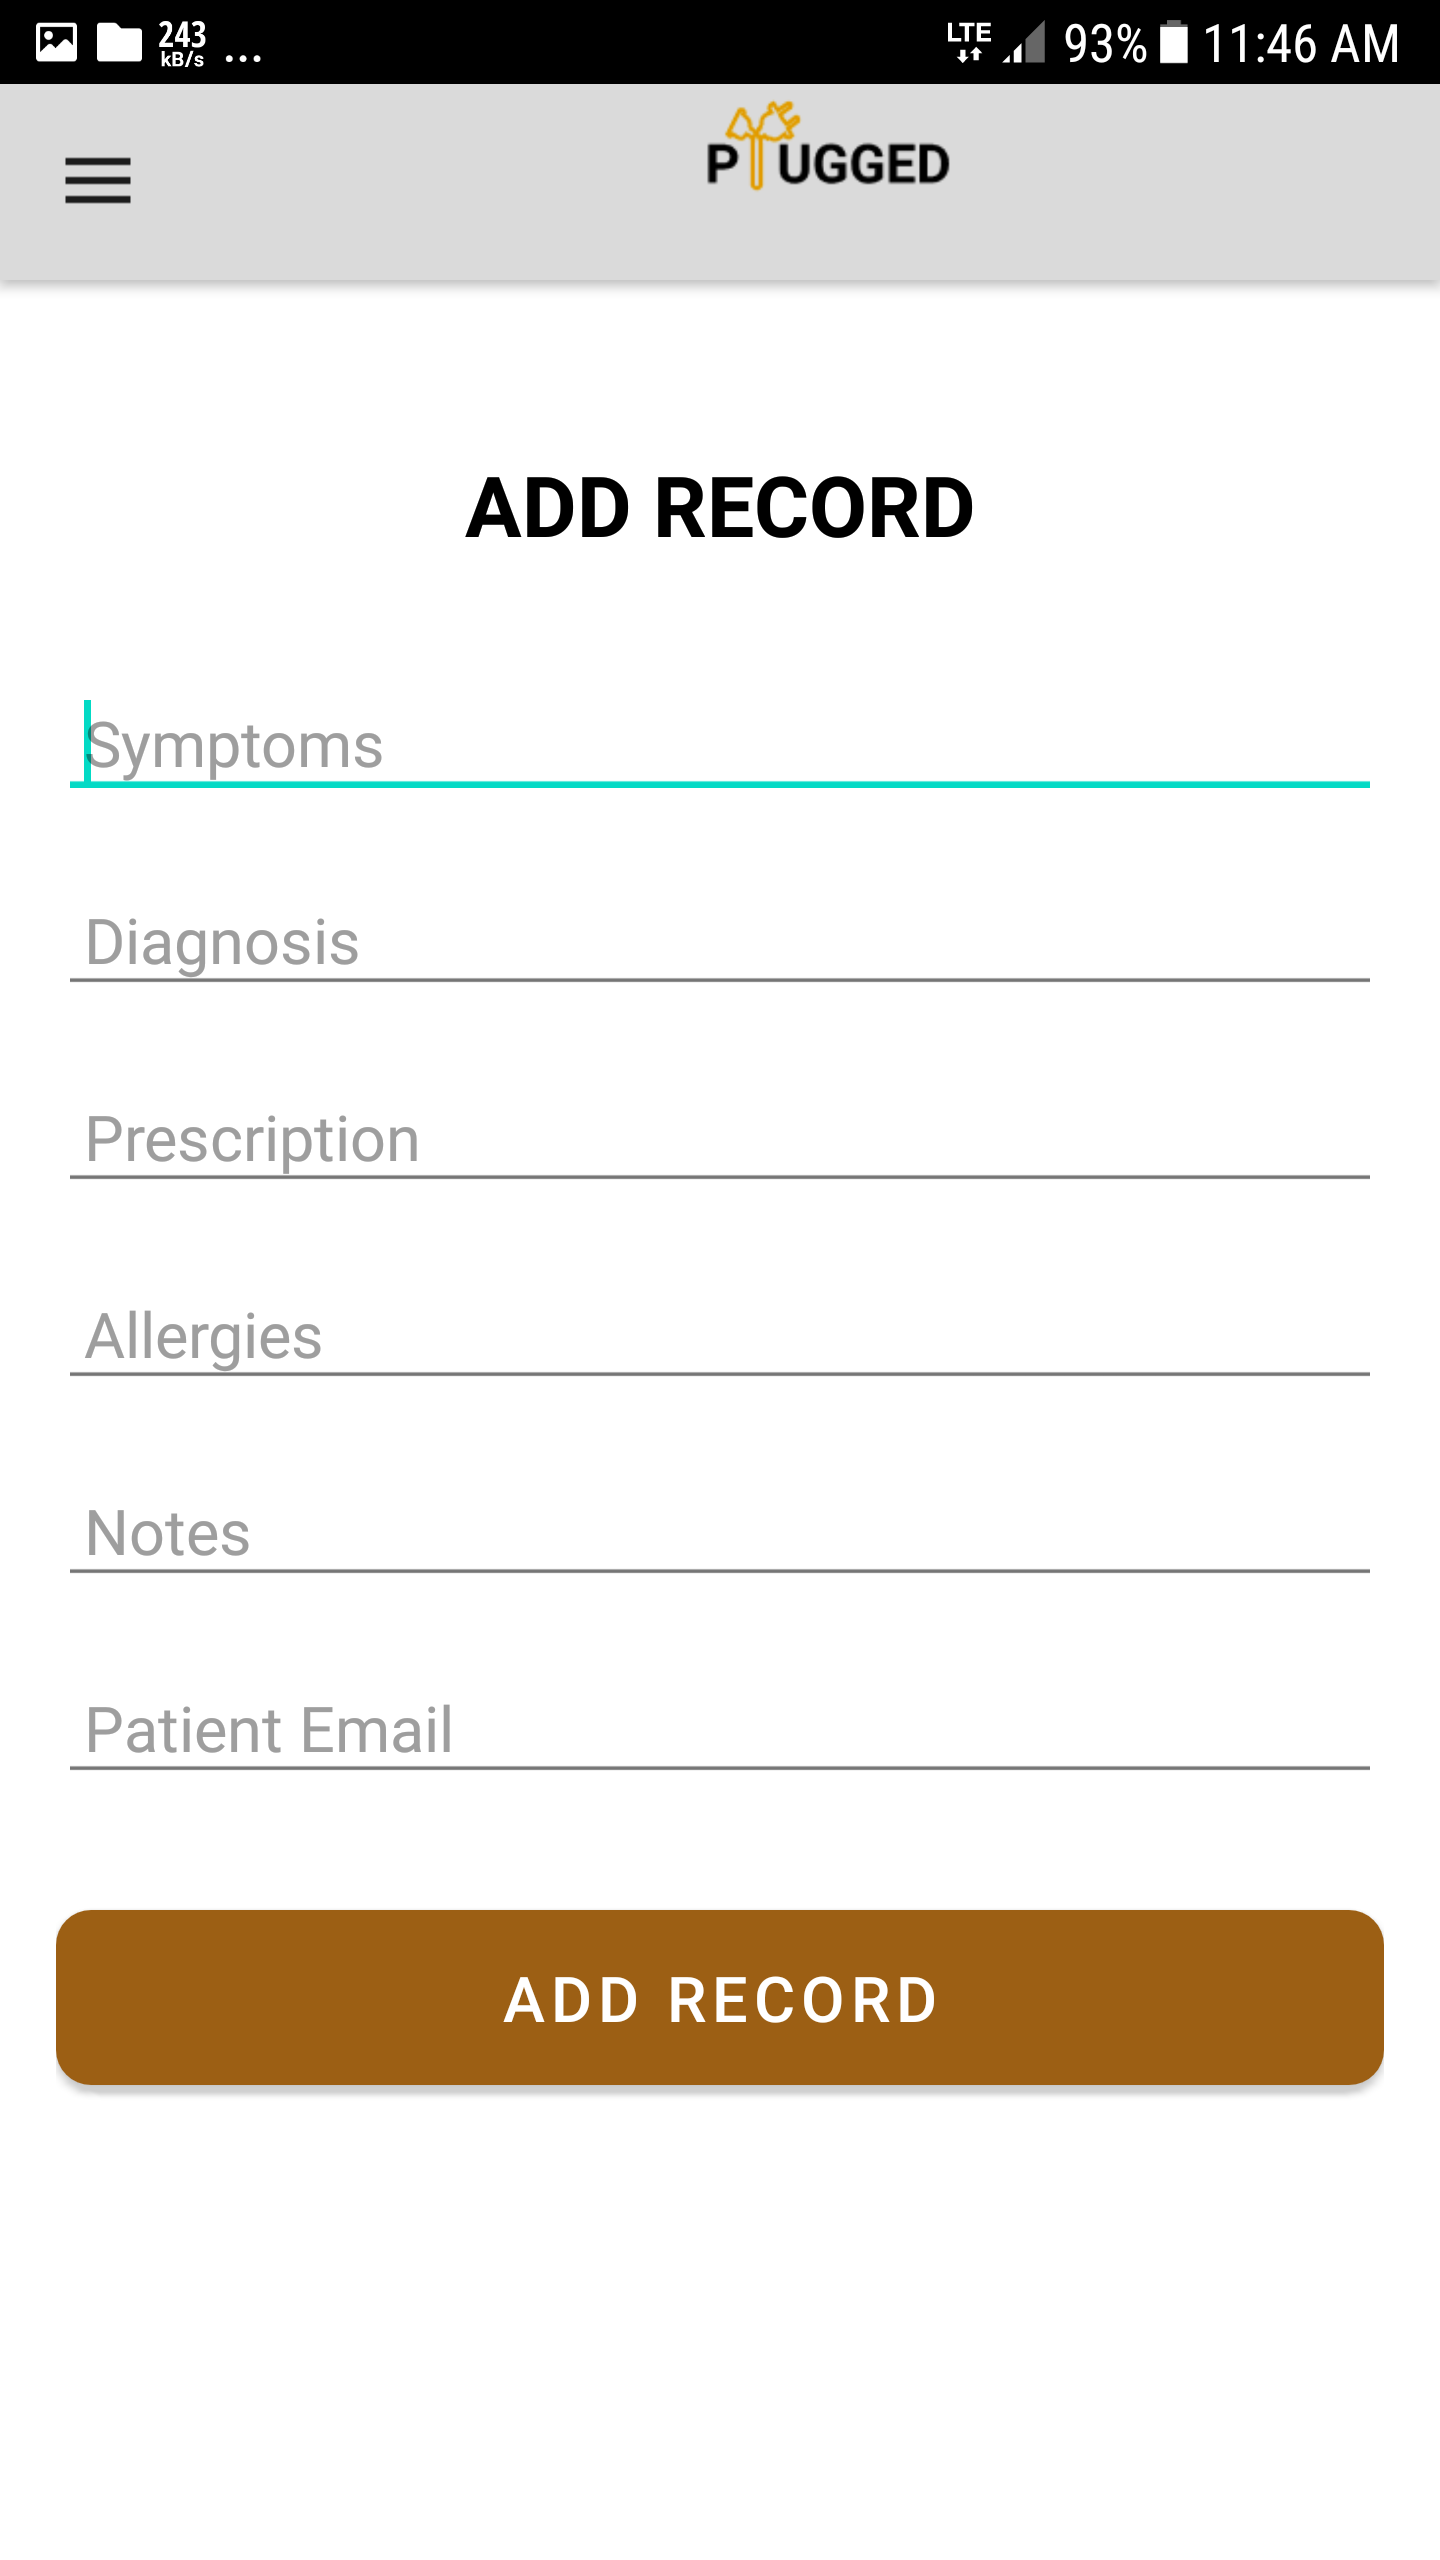 243 kB/s ... LTE 93% 11:46 AM
PLUGGED
ADD RECORD
Symptoms
Diagnosis
Prescription
Allergies
Notes
Patient Email
ADD RECORD